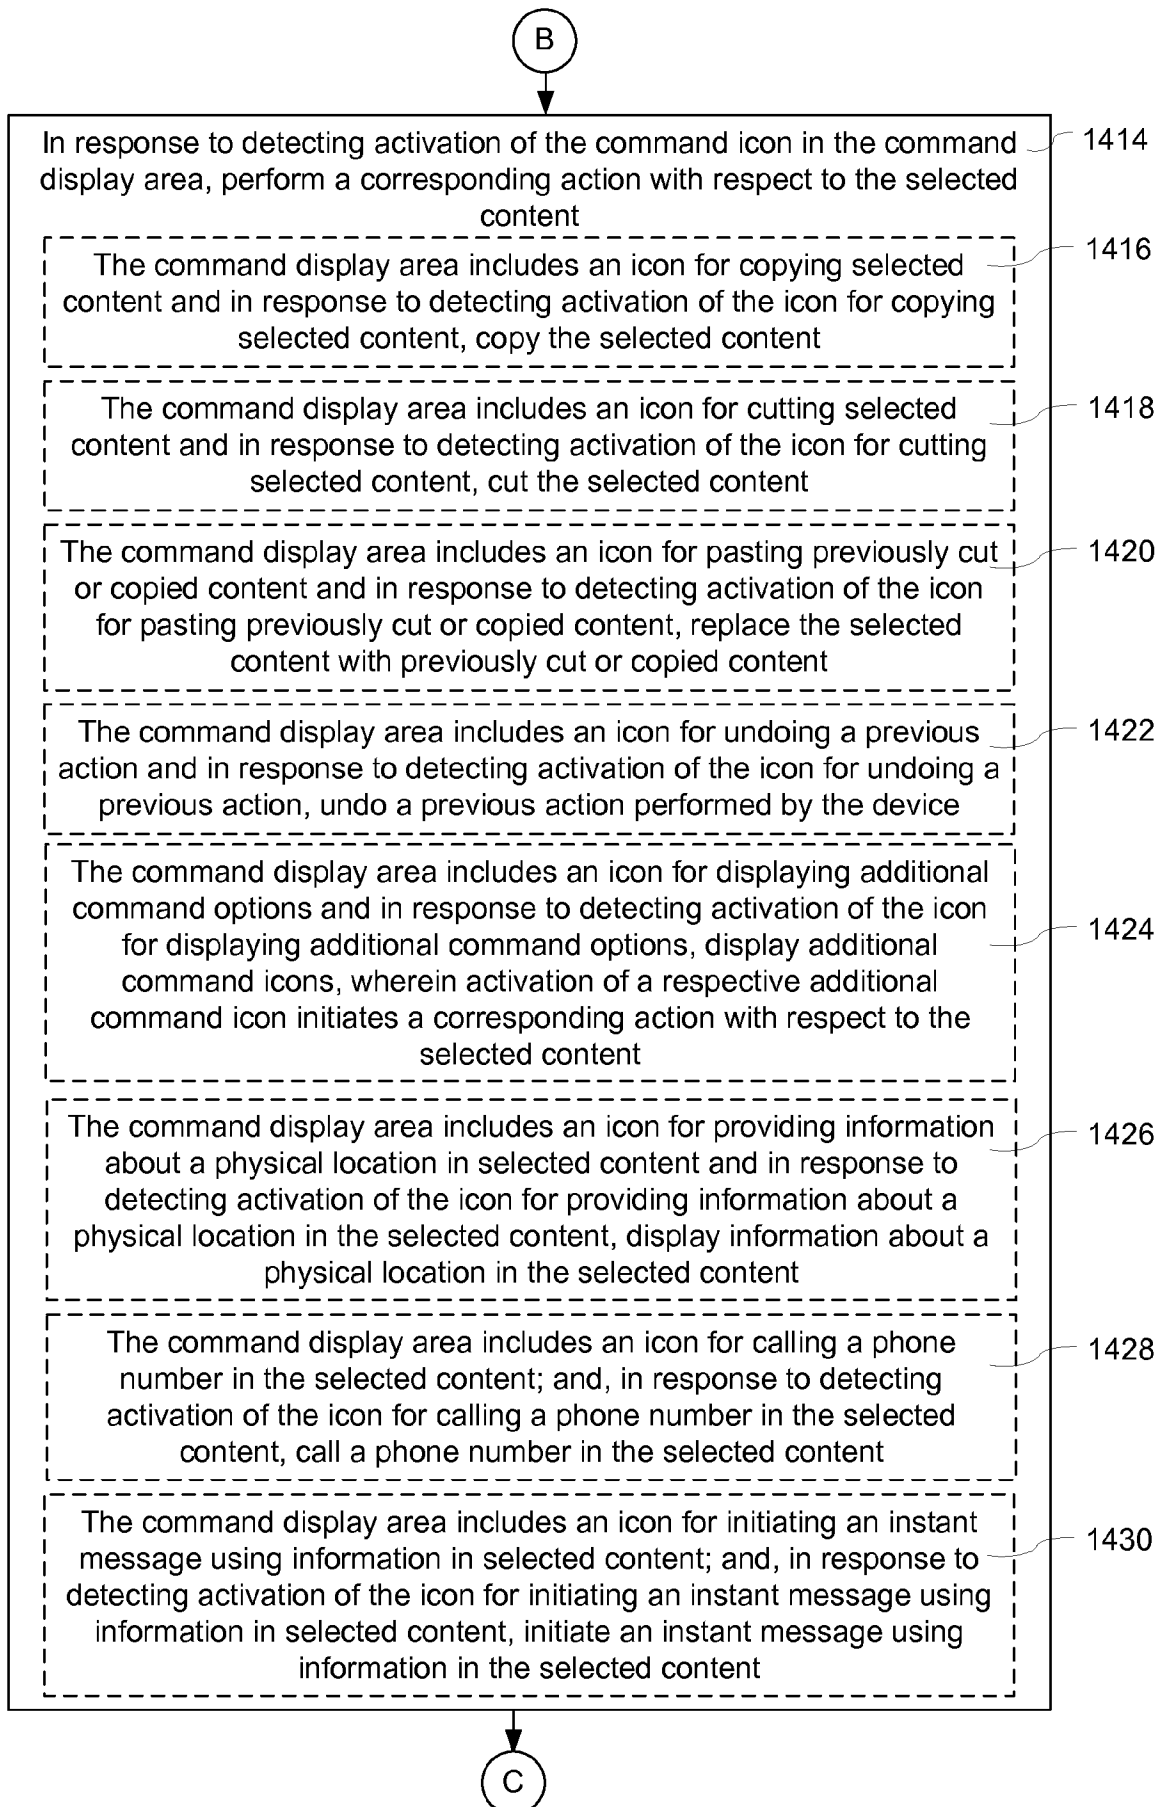 B
In response to detecting activation of the command icon in the command
display area, perform a corresponding action with respect to the selected
content
1414
The command display area includes an icon for copying selected
content and in response to detecting activation of the icon for copying
selected content, copy the selected content
1416
The command display area includes an icon for cutting selected
content and in response to detecting activation of the icon for cutting
selected content, cut the selected content
1418
The command display area includes an icon for pasting previously cut
or copied content and in response to detecting activation of the icon
for pasting previously cut or copied content, replace the selected
content with previously cut or copied content
1420
The command display area includes an icon for undoing a previous
action and in response to detecting activation of the icon for undoing a
previous action, undo a previous action performed by the device
1422
The command display area includes an icon for displaying additional
command options and in response to detecting activation of the icon
for displaying additional command options, display additional
command icons, wherein activation of a respective additional
command icon initiates a corresponding action with respect to the
selected content
1424
The command display area includes an icon for providing information
about a physical location in selected content and in response to
detecting activation of the icon for providing information about a
physical location in the selected content, display information about a
physical location in the selected content
1426
The command display area includes an icon for calling a phone
number in the selected content; and, in response to detecting
activation of the icon for calling a phone number in the selected
content, call a phone number in the selected content
1428
The command display area includes an icon for initiating an instant
message using information in selected content; and, in response to
detecting activation of the icon for initiating an instant message using
information in selected content, initiate an instant message using
information in the selected content
1430
C